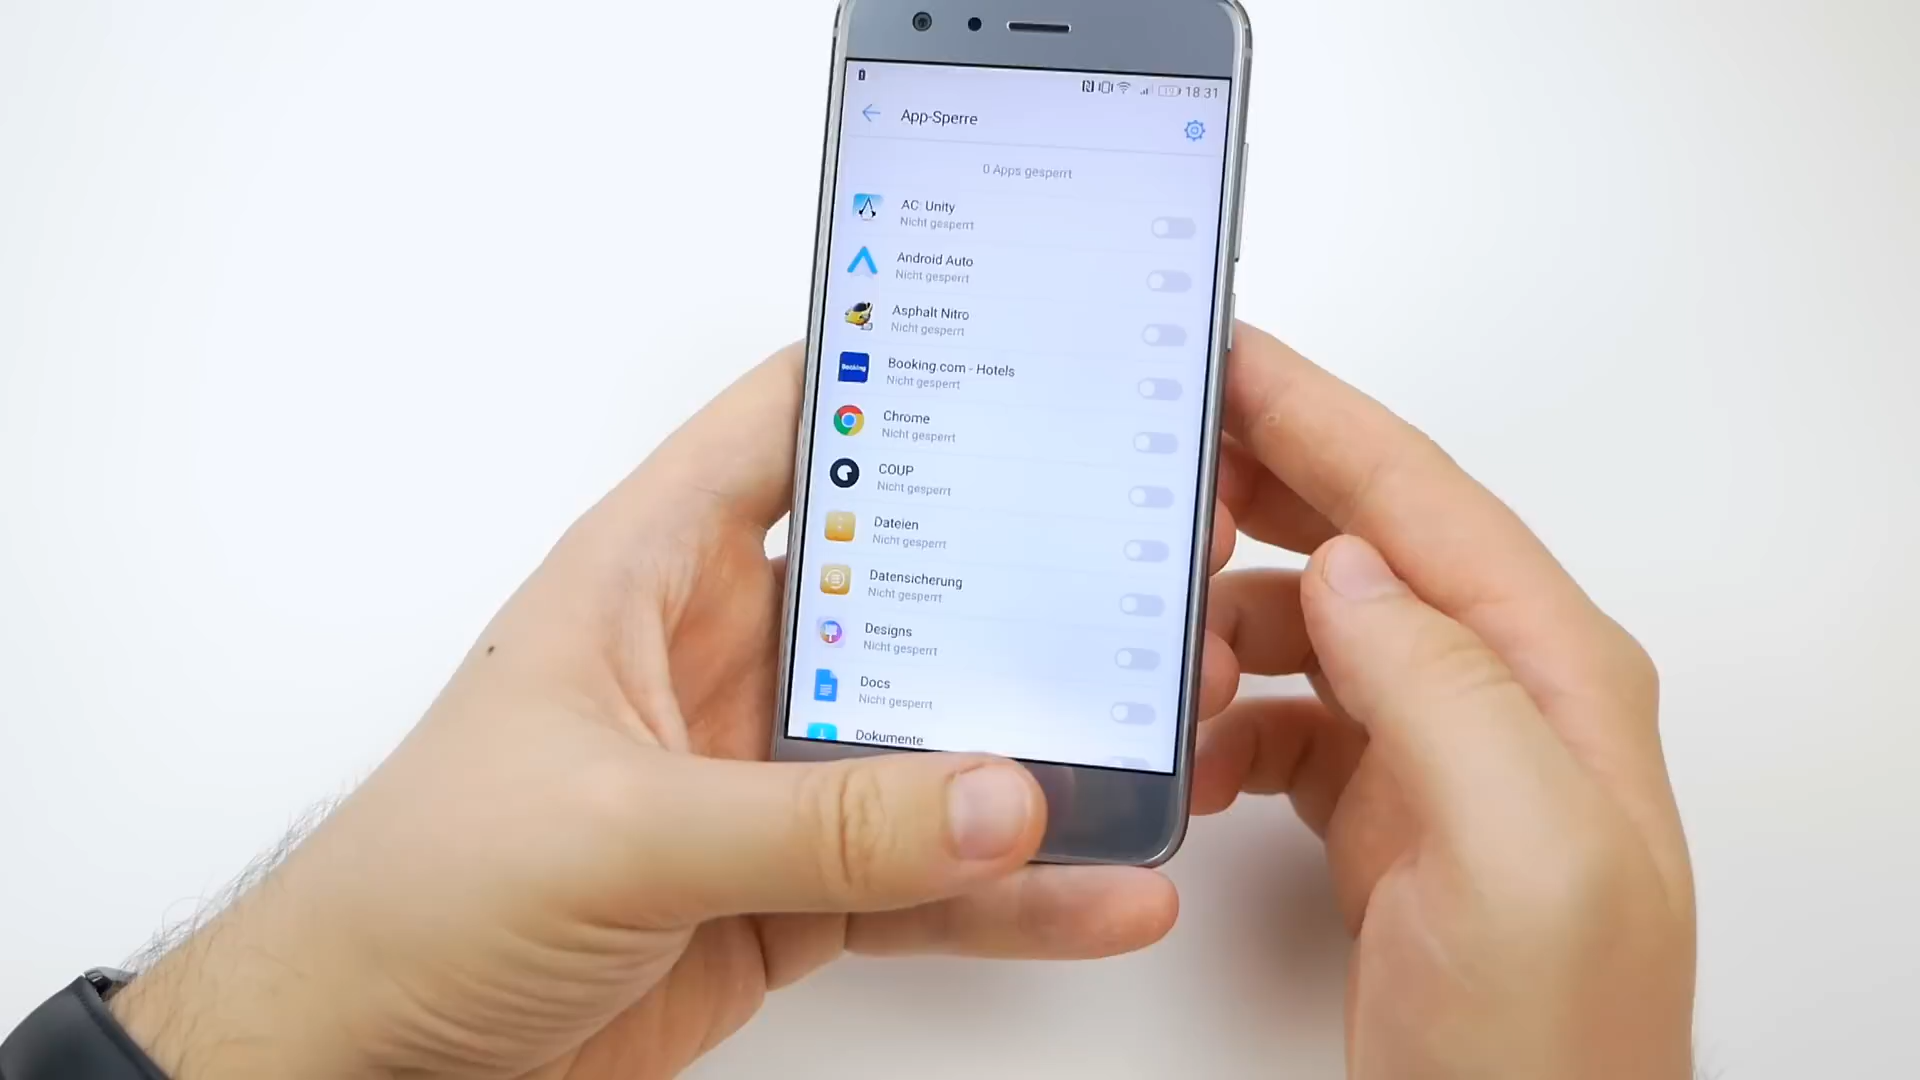 18:31
App-Sperre
0 Apps gesperrt
AC: Unity
Nicht gesperrt
Android Auto
Nicht gesperrt
Asphalt Nitro
Nicht gesperrt
Booking
Booking.com - Hotels
Nicht gesperrt
Chrome
Nicht gesperrt
COUP
Nicht gesperrt
Dateien
Nicht gesperrt
Datensicherung
Nicht gesperrt
Designs
Nicht gesperrt
Docs
Nicht gesperrt
Dokumente